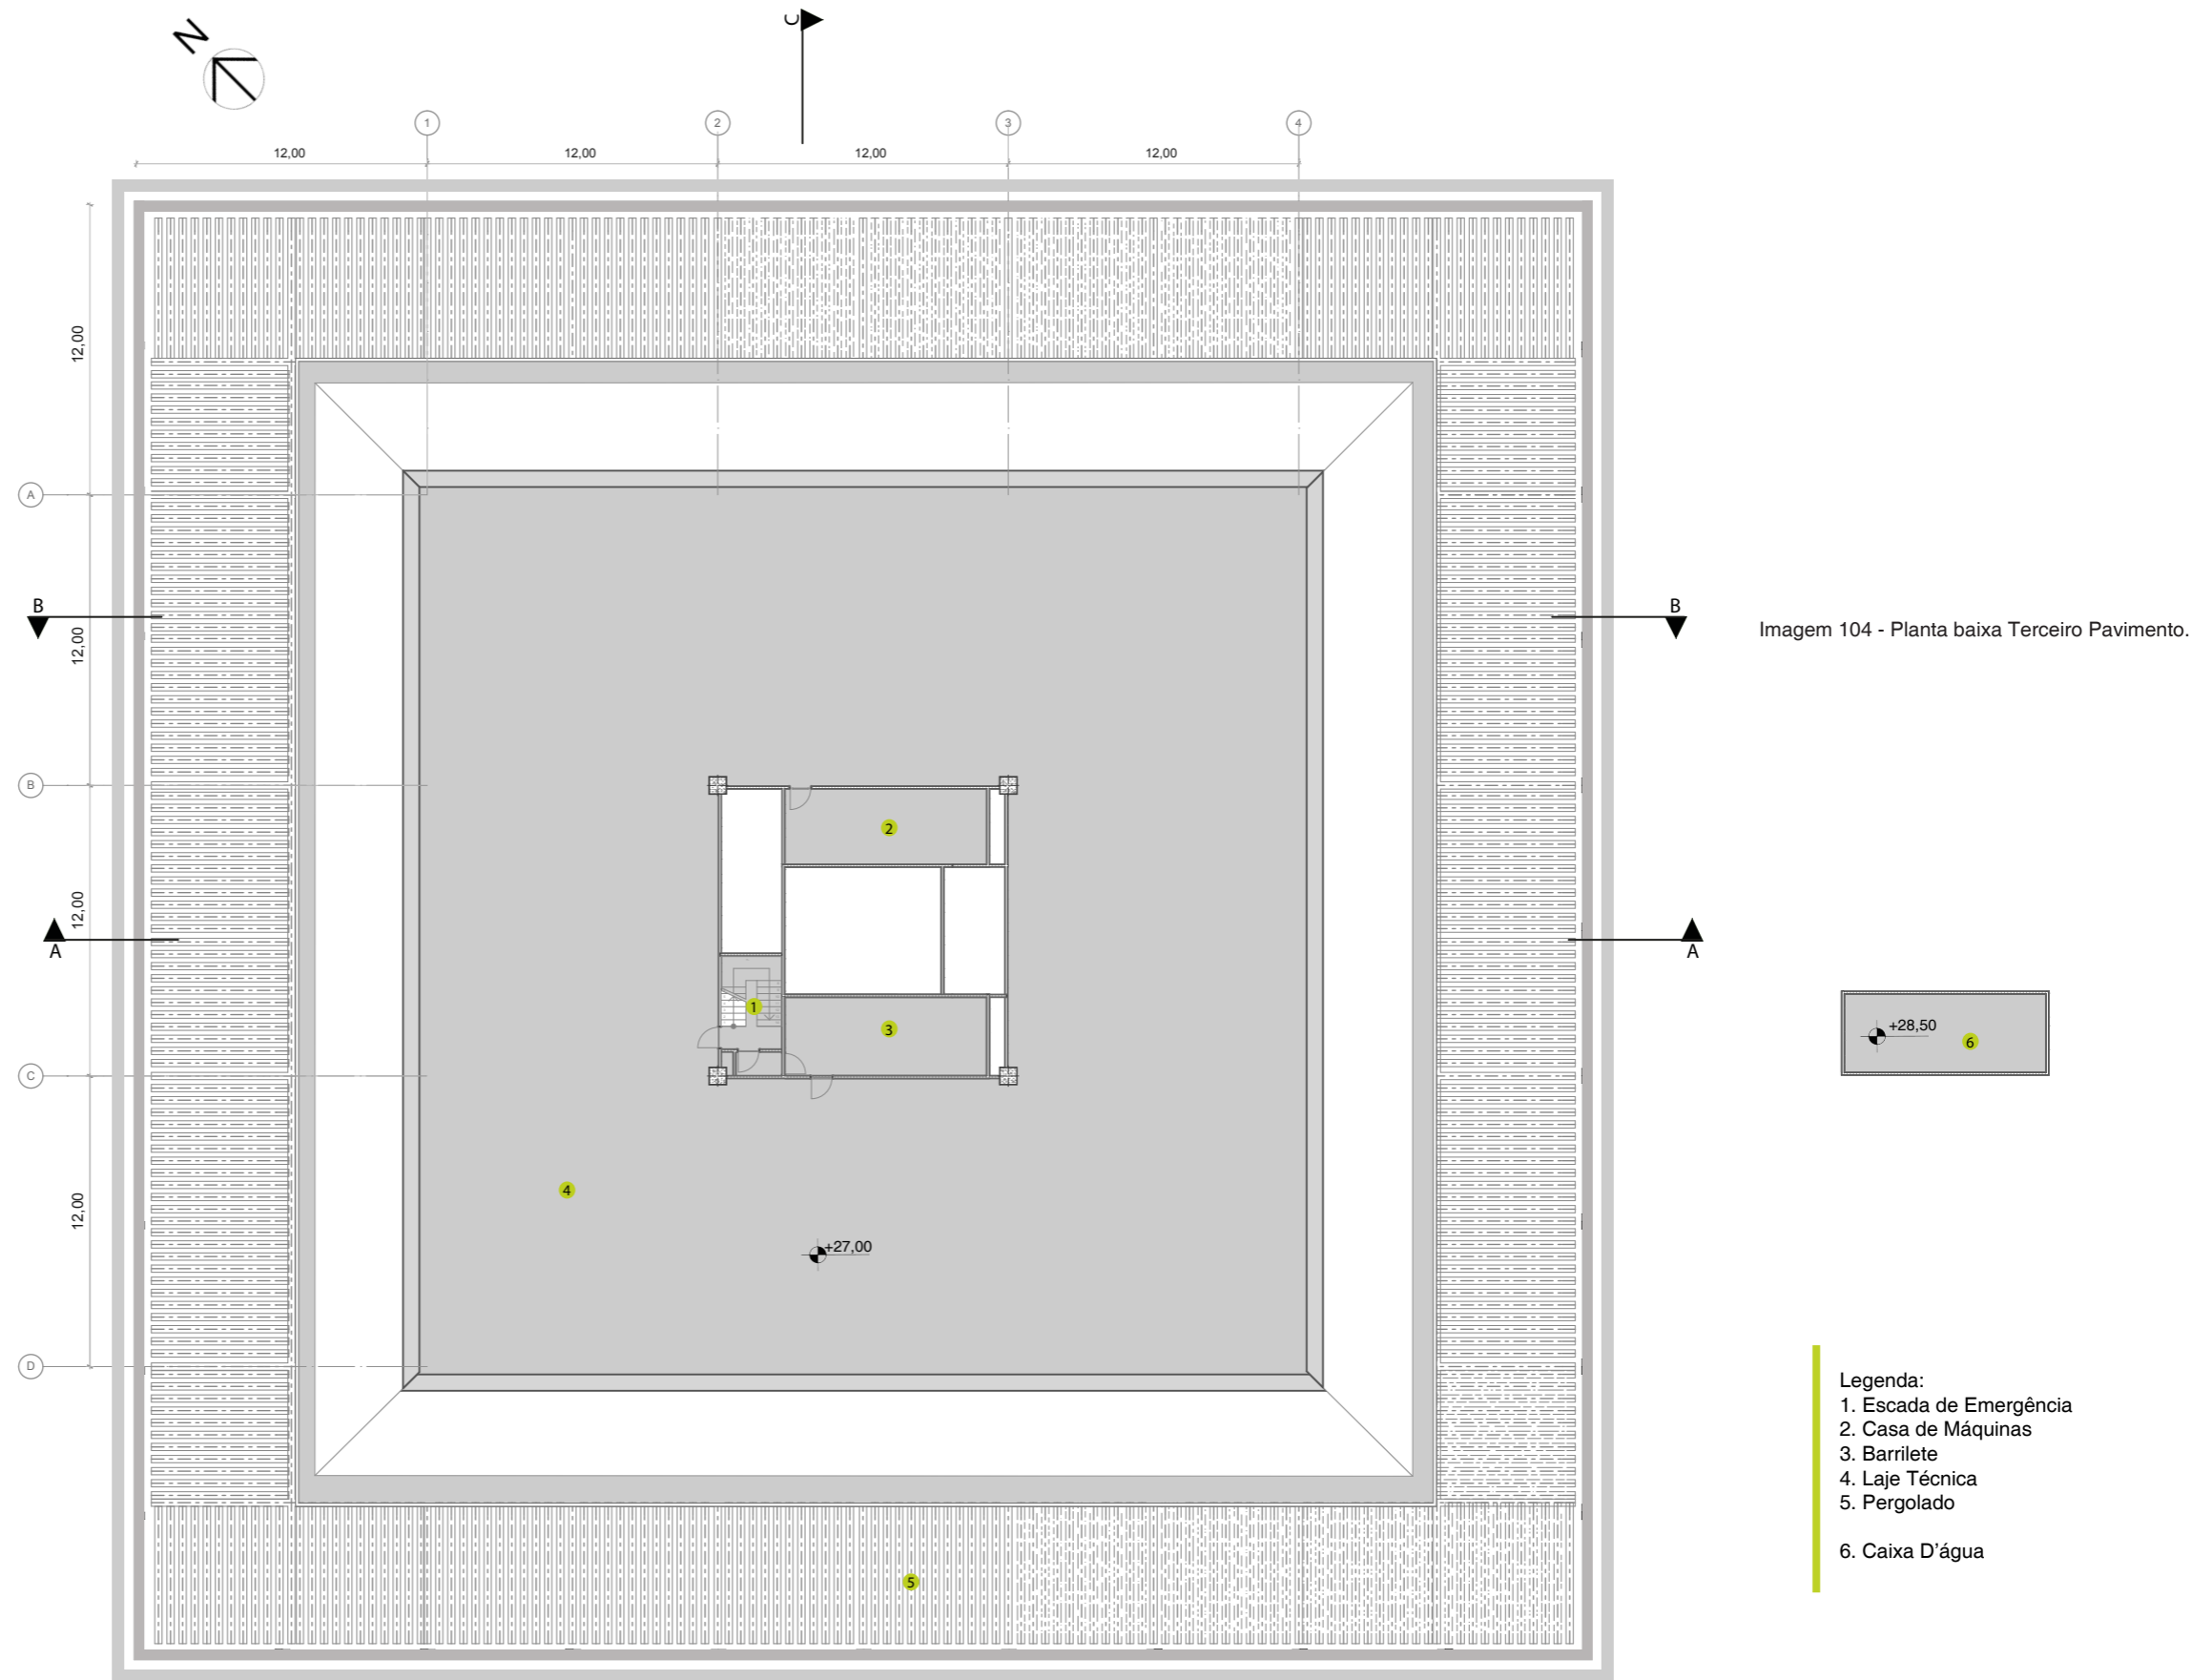 N
C
1
2
3
4
12,00
12,00
12,00
12,00
12,00
A
B
B
12,00
Imagem 104 - Planta baixa Terceiro Pavimento.
B
2
12,00
A
A
1
3
+28,50
6
C
4
12,00
+27,00
D
Legenda:
1. Escada de Emergência
2. Casa de Máquinas
3. Barrilete
4. Laje Técnica
5. Pergolado
6. Caixa D’água
5